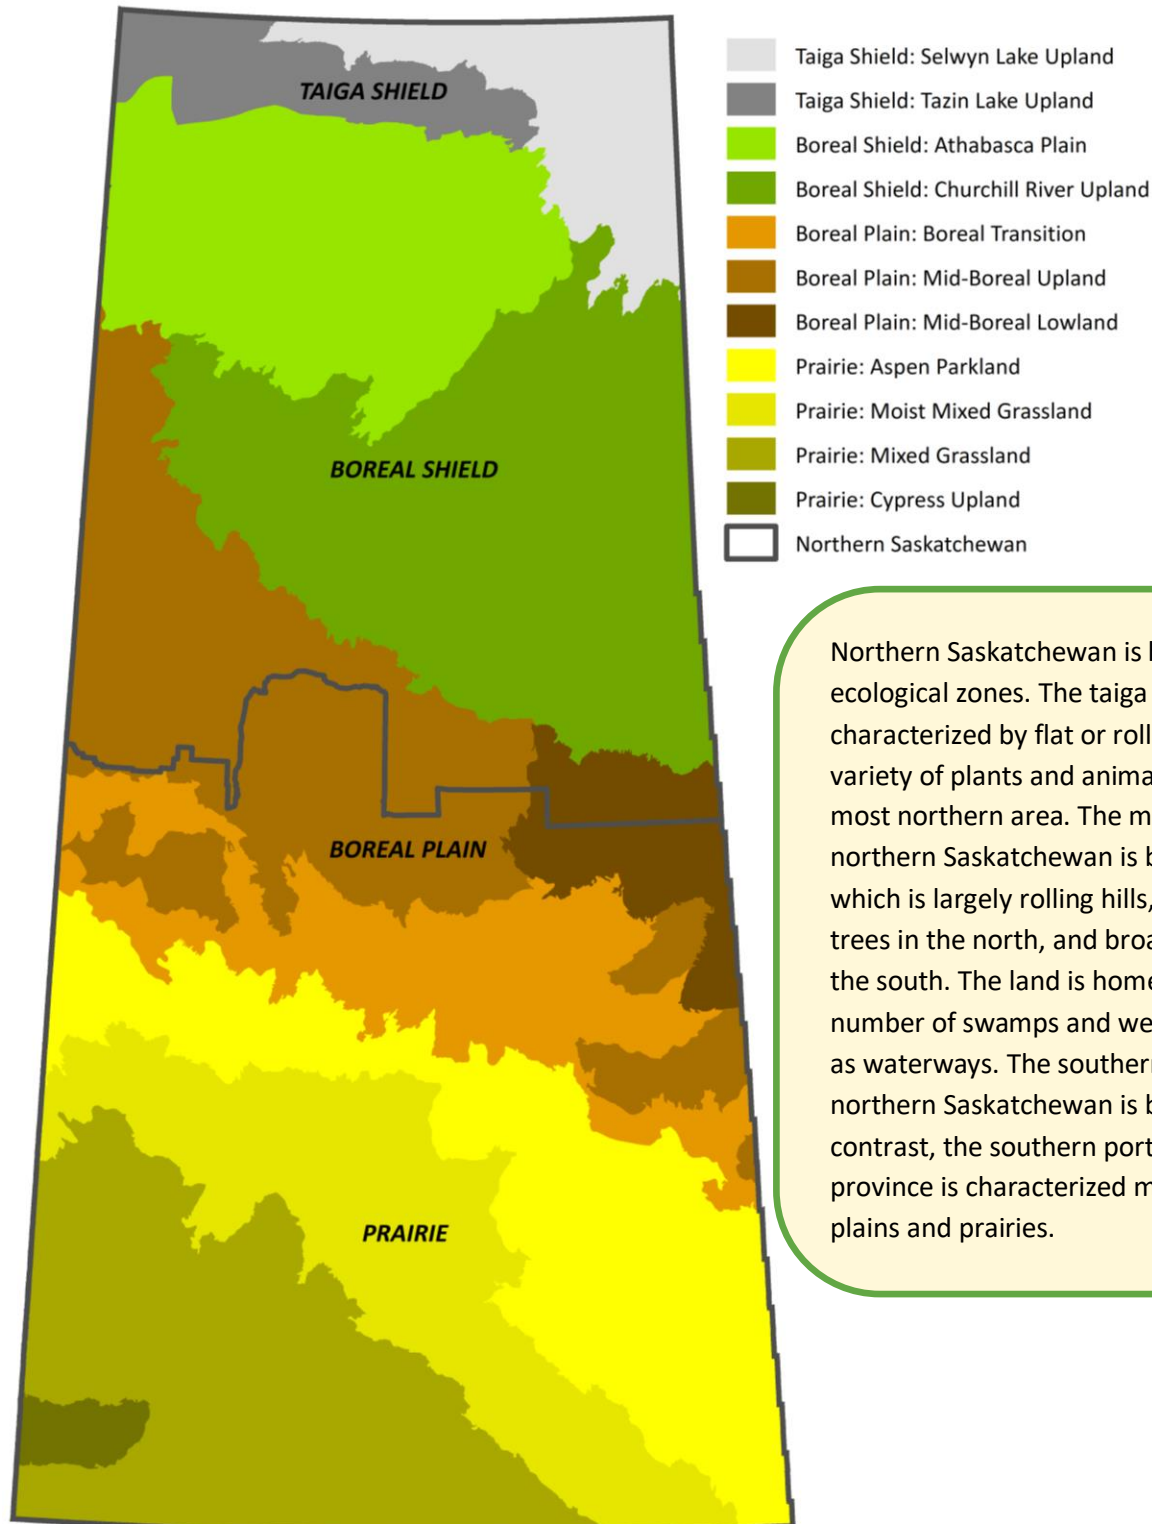 TAIGA SHIELD
BOREAL SHIELD
BOREAL PLAIN
PRAIRIE
Taiga Shield: Selwyn Lake Upland
Taiga Shield: Tazin Lake Upland
Boreal Shield: Athabasca Plain
Boreal Shield: Churchill River Upland
Boreal Plain: Boreal Transition
Boreal Plain: Mid-Boreal Upland
Boreal Plain: Mid-Boreal Lowland
Prairie: Aspen Parkland
Prairie: Moist Mixed Grassland
Prairie: Mixed Grassland
Prairie: Cypress Upland
Northern Saskatchewan
Northern Saskatchewan is
ecological zones. The taiga
characterized by flat or roll
variety of plants and anima
most northern area. The m
northern Saskatchewan is b
which is largely rolling hills,
trees in the north, and broa
the south. The land is home
number of swamps and we
as waterways. The southern
northern Saskatchewan is b
contrast, the southern port
province is characterized m
plains and prairies.